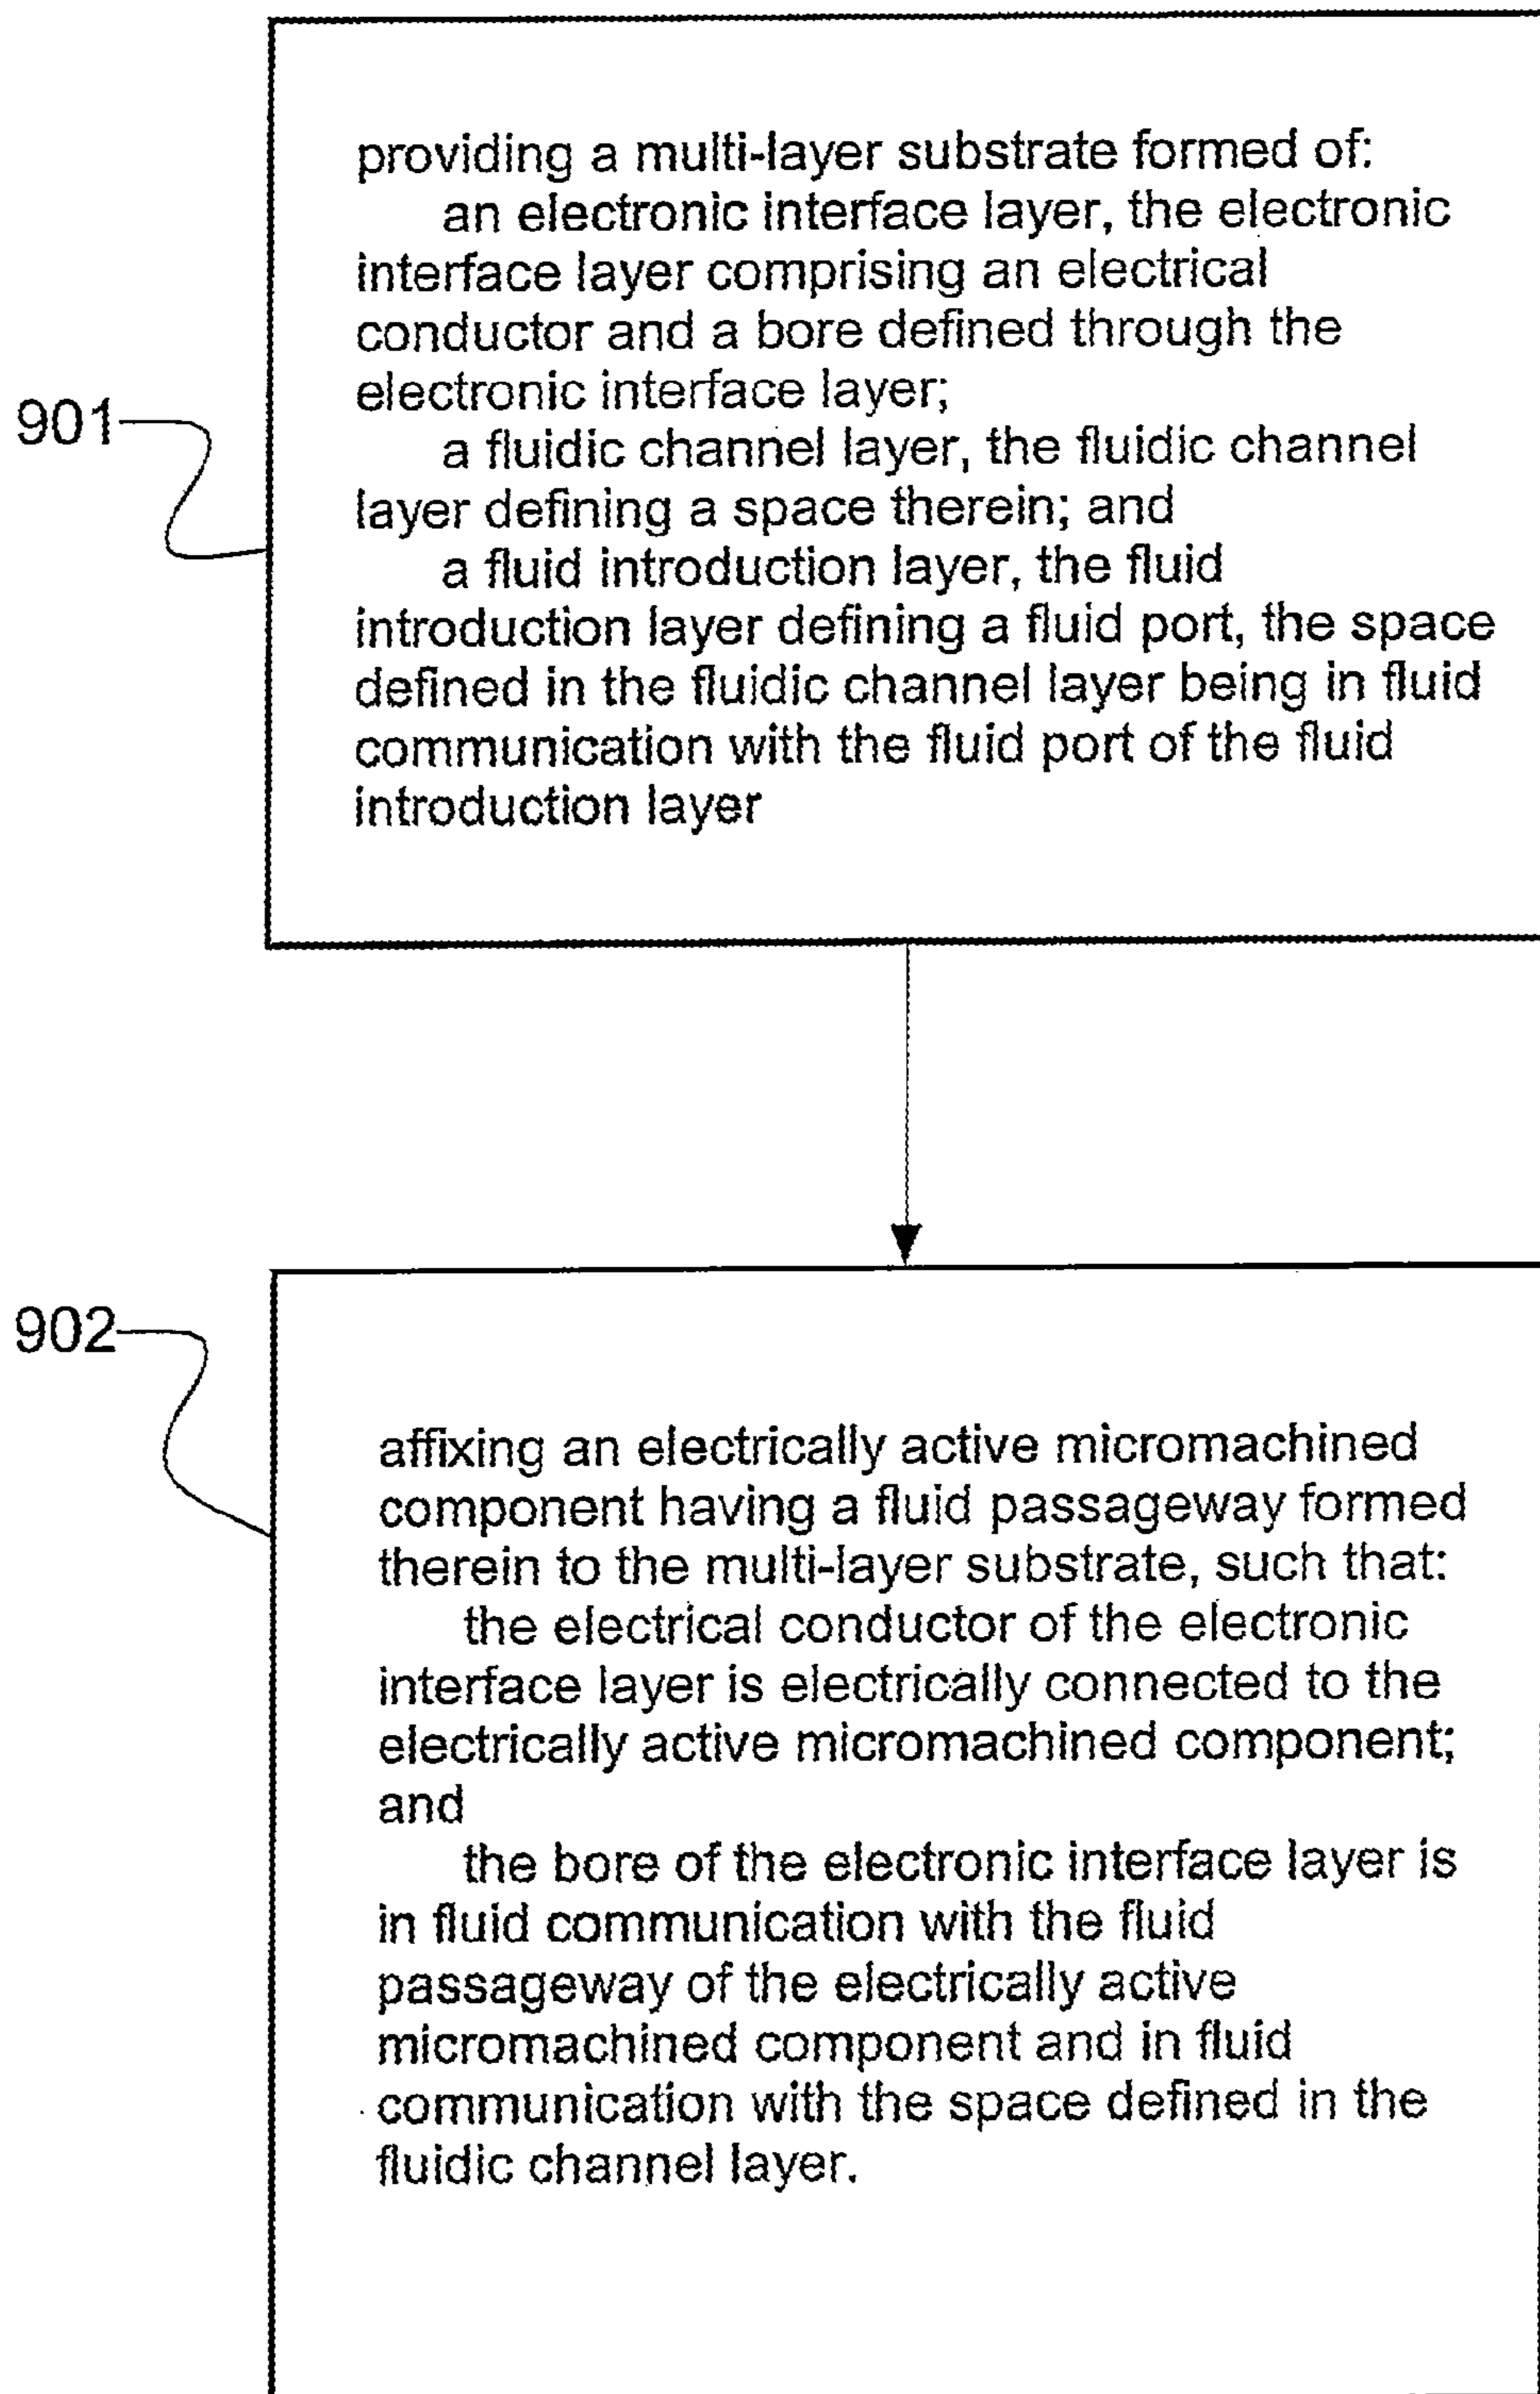 providing a multi-layer substrate formed of:
an electronic interface layer, the electronic
interface layer comprising an electrical
conductor and a bore defined through the
electronic interface layer;
901
a fluidic channel layer, the fluidic channel
layer defining a space therein; and
a fluid introduction layer, the fluid
introduction layer defining a fluid port, the space
defined in the fluidic channel layer being in fluid
communication with the fluid port of the fluid
introduction layer
902
affixing an electrically active micromachined
component having a fluid passageway formed
therein to the multi-layer substrate, such that:
the electrical conductor of the electronic
interface layer is electrically connected to the
electrically active micromachined component;
and
the bore of the electronic interface layer is
in fluid communication with the fluid
passageway of the electrically active
micromachined component and in fluid
communication with the space defined in the
fluidic channel layer.